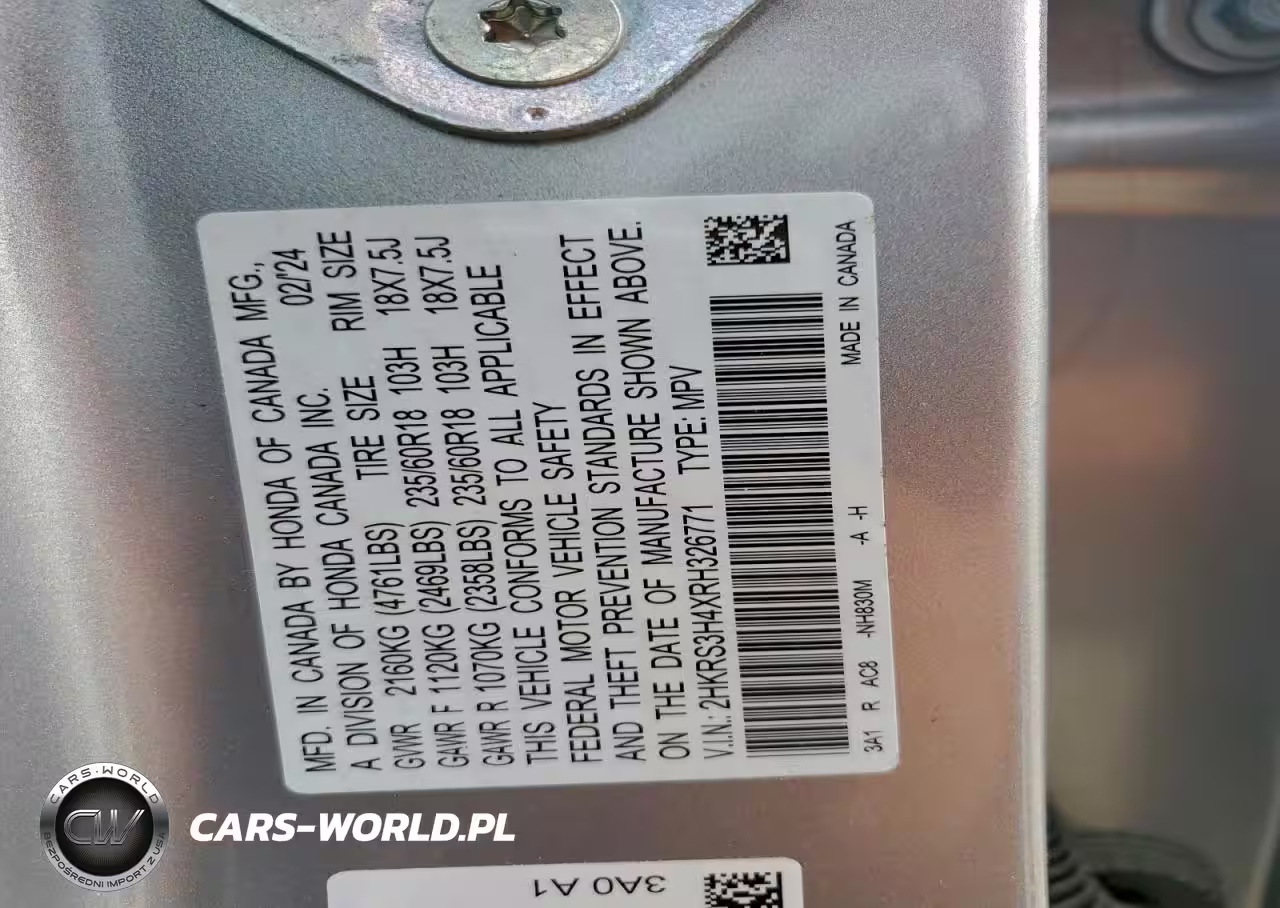 MFD. IN CANADA BY HONDA OF CANADA MFG.,
A DIVISION OF HONDA CANADA INC. 02/'24
GVWR 2160KG (4761LBS) TIRE SIZE RIM SIZE
GAWR F 1120KG (2469LBS) 235/60R18 103H 18X7.5J
GAWR R 1070KG (2358LBS) 235/60R18 103H 18X7.5J
THIS VEHICLE CONFORMS TO ALL APPLICABLE
FEDERAL MOTOR VEHICLE SAFETY
AND THEFT PREVENTION STANDARDS IN EFFECT
ON THE DATE OF MANUFACTURE SHOWN ABOVE.
V.I.N.: 2HKRS3H4XRH326771 TYPE: MPV
3A1 R AC8 -NH830M -A -H MADE IN CANADA
3A0 A1
CARS-WORLD
CW
BEZPOŚREDNI IMPORT Z USA
CARS-WORLD.PL